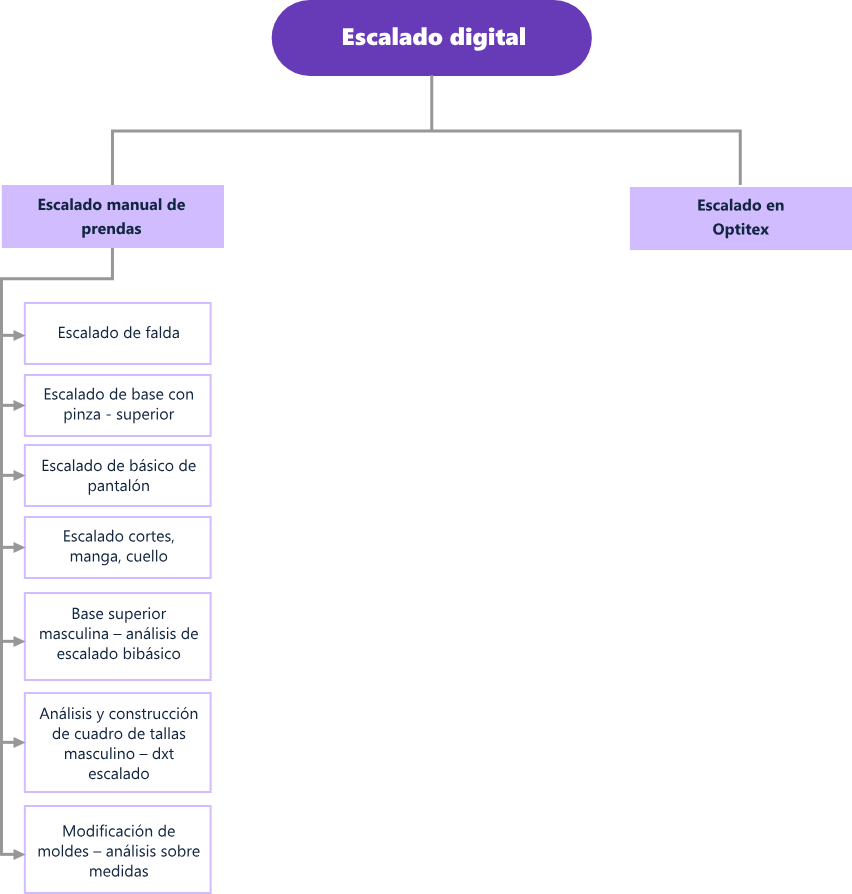 Escalado digital
Escalado manual de
prendas
Escalado en
Optitex
Escalado de falda
Escalado de base con
pinza - superior
Escalado de básico de
pantalón
Escalado cortes,
manga, cuello
Base superior
masculina – análisis de
escalado bibásico
Análisis y construcción
de cuadro de tallas
masculino – dxt
escalado
Modificación de
moldes – análisis sobre
medidas